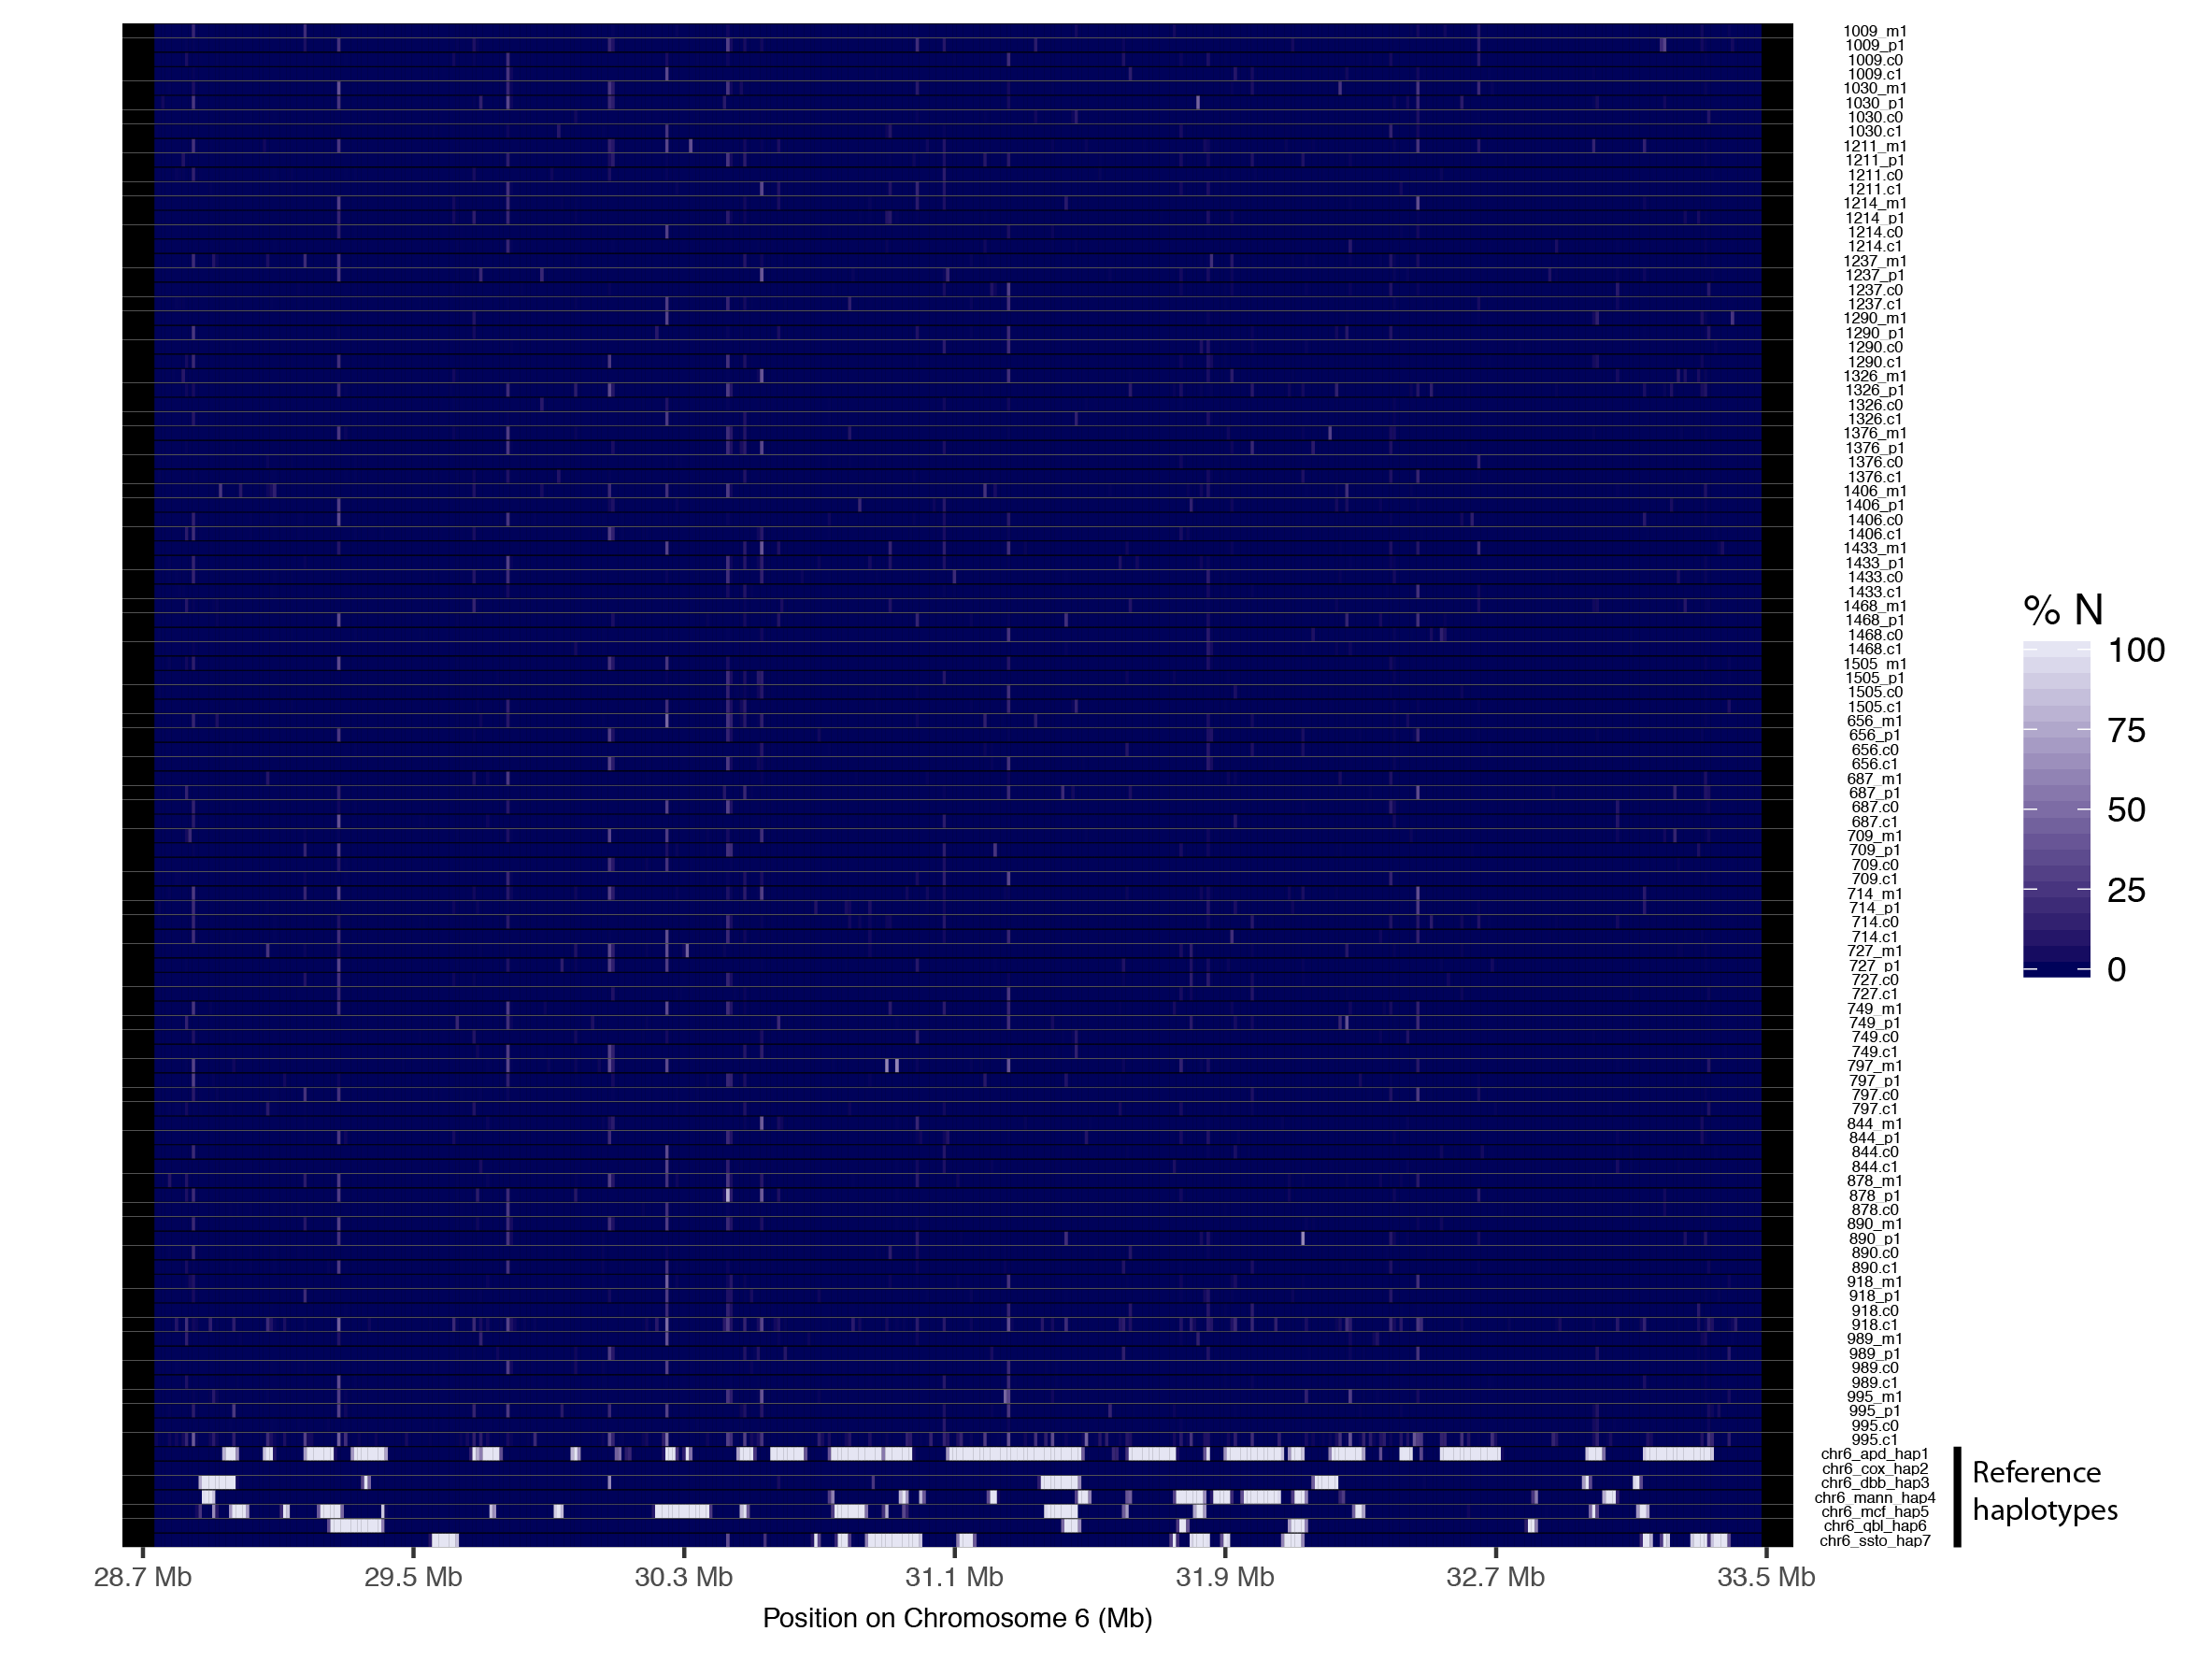 1009_m1
1009_p1
1009.c0
1009.c1
1030_m1
1030_p1
1030.c0
1030.c1
1211_m1
1211_p1
1211.c0
1211.c1
1214_m1
1214_p1
1214.c0
1214.c1
1237_m1
1237_p1
1237.c0
1237.c1
1290_m1
1290_p1
1290.c0
1290.c1
1326_m1
1326_p1
1326.c0
1326.c1
1376_m1
1376_p1
1376.c0
1376.c1
1406_m1
1406_p1
1406.c0
1406.c1
1433_m1
1433_p1
1433.c0
1433.c1
1468_m1
1468_p1
1468.c0
1468.c1
1505_m1
1505_p1
1505.c0
1505.c1
656_m1
656_p1
656.c0
656.c1
687_m1
687_p1
687.c0
687.c1
709_m1
709_p1
709.c0
709.c1
714_m1
714_p1
714.c0
714.c1
727_m1
727_p1
727.c0
727.c1
749_m1
749_p1
749.c0
749.c1
797_m1
797_p1
797.c0
797.c1
844_m1
844_p1
844.c0
844.c1
878_m1
878_p1
878.c0
890_m1
890_p1
890.c0
890.c1
918_m1
918_p1
918.c0
918.c1
989_m1
989_p1
989.c0
989.c1
995_m1
995_p1
995.c0
995.c1
chr6_apd_hap1
chr6_cox_hap2
chr6_dbb_hap3
chr6_mann_hap4
chr6_mcf_hap5
chr6_qbl_hap6
chr6_ssto_hap7
Reference
haplotypes
% N
100
75
50
25
0
28.7 Mb 29.5 Mb 30.3 Mb 31.1 Mb 31.9 Mb 32.7 Mb 33.5 Mb
Position on Chromosome 6 (Mb)